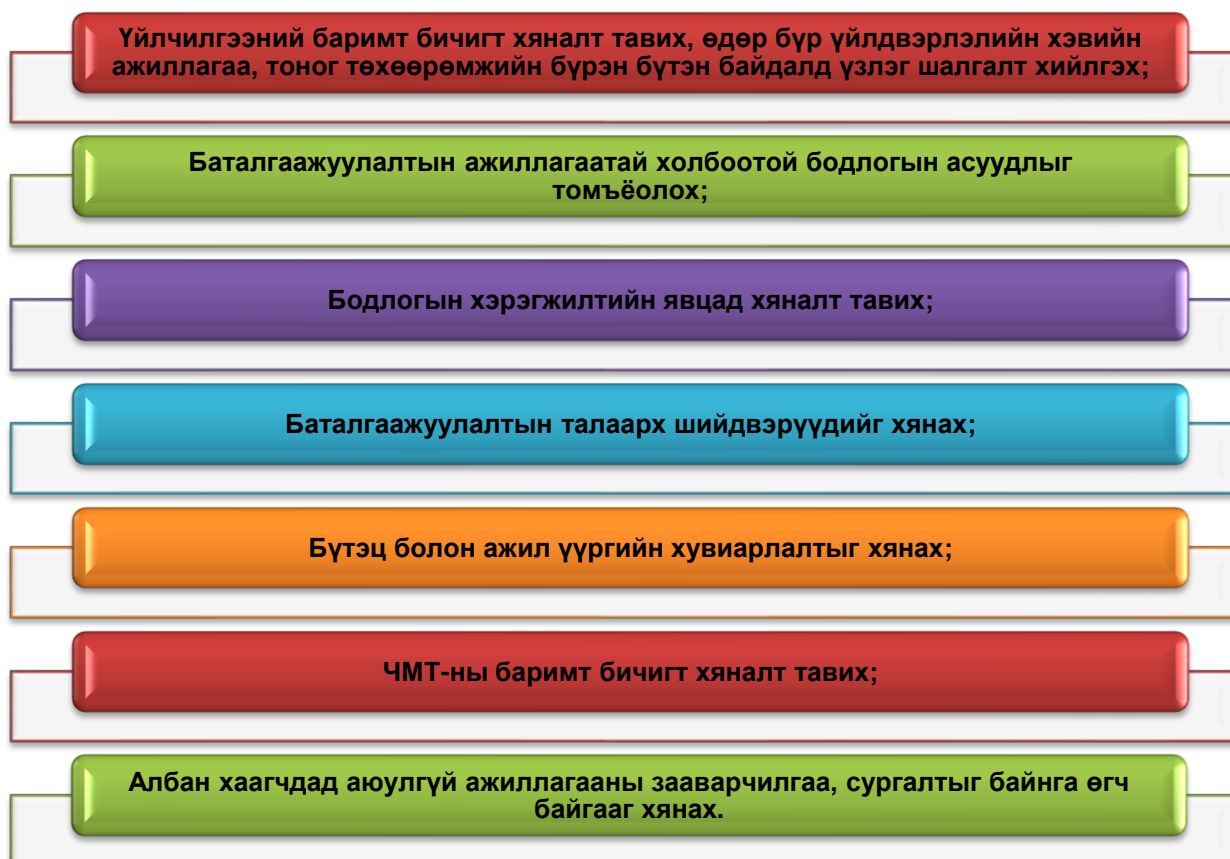 Үйлчилгээний баримт бичигт хяналт тавих, өдөр бүр үйлдвэрлэлийн хэвийн
ажиллагаа, тоног төхөөрөмжийн бүрэн бүтэн байдалд үзлэг шалгалт хийлгэх;
Баталгаажуулалтын ажиллагаатай холбоотой бодлогын асуудлыг
томъёолох;
Бодлогын хэрэгжилтийн явцад хяналт тавих;
Баталгаажуулалтын талаарх шийдвэрүүдийг хянах;
Бүтэц болон ажил үүргийн хувиарлалтыг хянах;
ЧМТ-ны баримт бичигт хяналт тавих;
Албан хаагчдад аюулгүй ажиллагааны зааварчилгаа, сургалтыг байнга өгч
байгааг хянах.